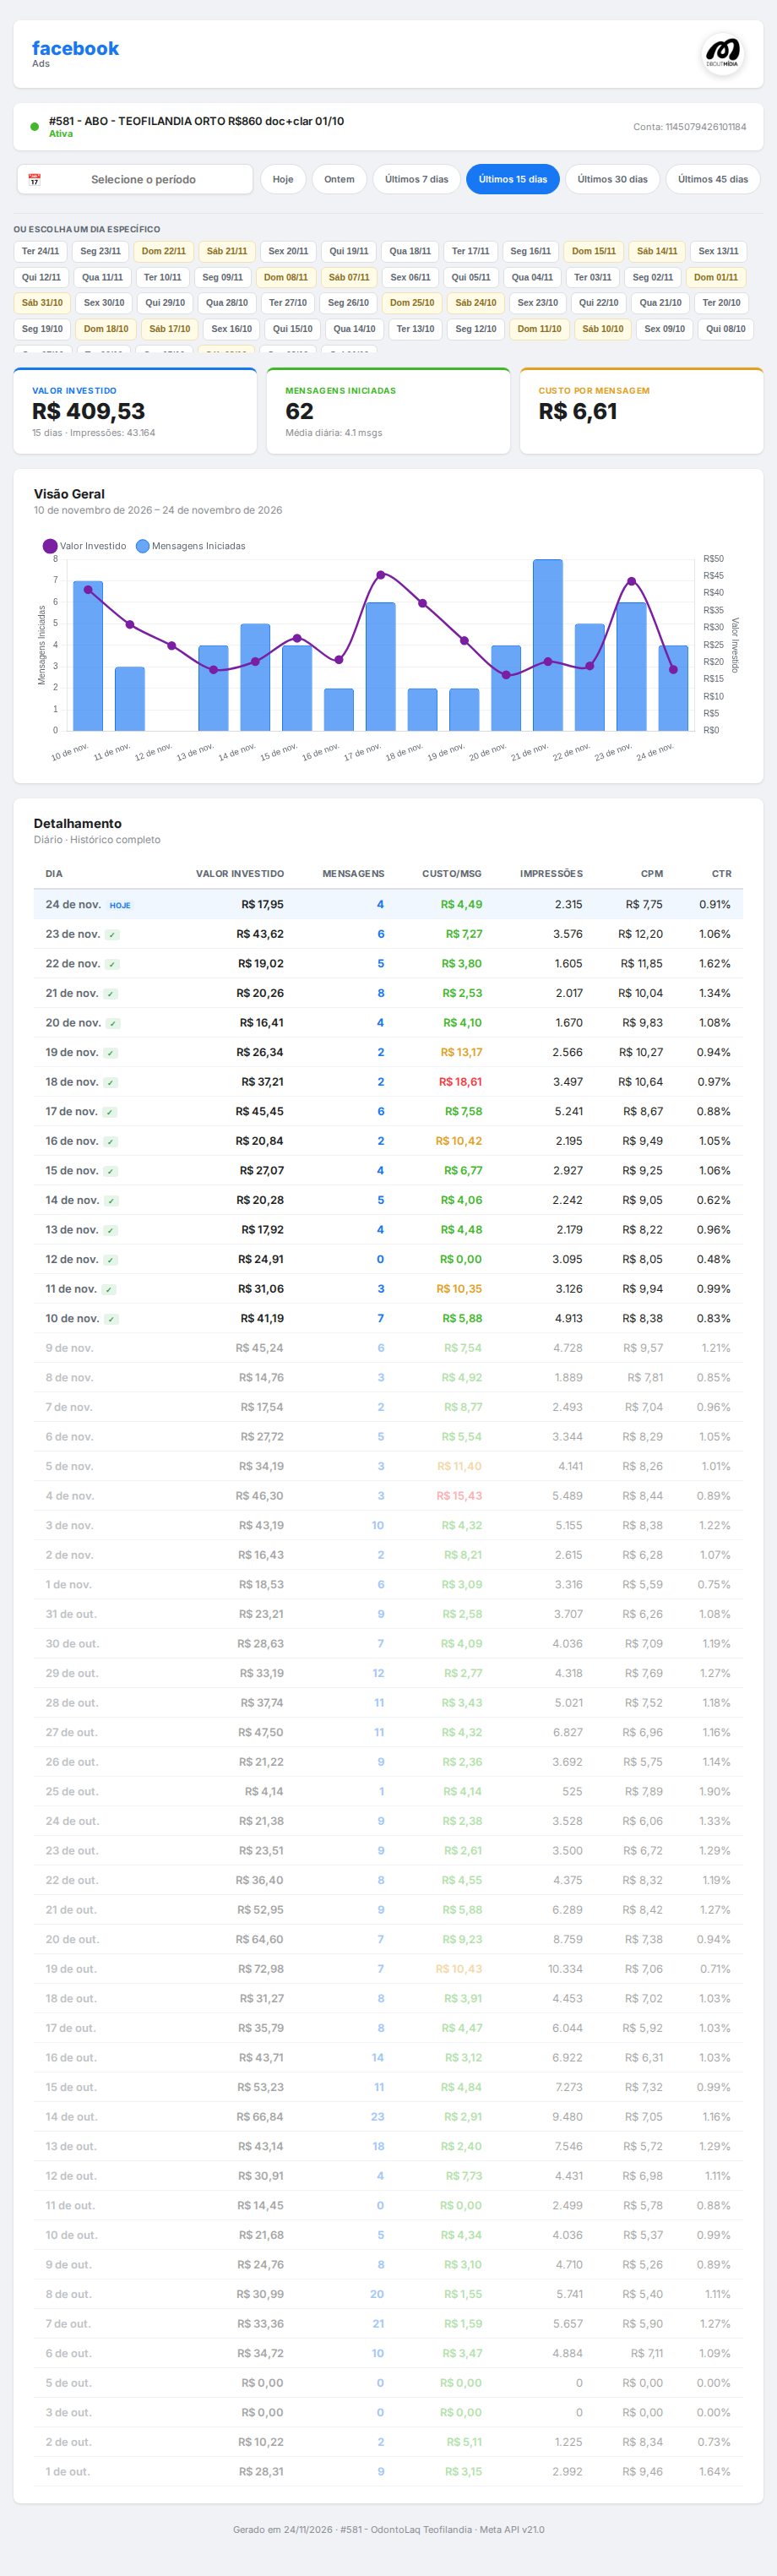 facebook
Ads
ƏBOUTMÍDIA
#581 - ABO - TEOFILANDIA ORTO R$860 doc+clar 01/10
Ativa
Conta: 1145079426101184
Selecione o período
Hoje
Ontem
Últimos 7 dias
Últimos 15 dias
Últimos 30 dias
Últimos 45 dias
OU ESCOLHA UM DIA ESPECÍFICO
Ter 24/11 Seg 23/11 Dom 22/11 Sáb 21/11 Sex 20/11 Qui 19/11 Qua 18/11 Ter 17/11 Seg 16/11 Dom 15/11 Sáb 14/11 Sex 13/11
Qui 12/11 Qua 11/11 Ter 10/11 Seg 09/11 Dom 08/11 Sáb 07/11 Sex 06/11 Qui 05/11 Qua 04/11 Ter 03/11 Seg 02/11 Dom 01/11
Sáb 31/10 Sex 30/10 Qui 29/10 Qua 28/10 Ter 27/10 Seg 26/10 Dom 25/10 Sáb 24/10 Sex 23/10 Qui 22/10 Qua 21/10 Ter 20/10
Seg 19/10 Dom 18/10 Sáb 17/10 Sex 16/10 Qui 15/10 Qua 14/10 Ter 13/10 Seg 12/10 Dom 11/10 Sáb 10/10 Sex 09/10 Qui 08/10
VALOR INVESTIDO
R$ 409,53
15 dias · Impressões: 43.164
MENSAGENS INICIADAS
62
Média diária: 4.1 msgs
CUSTO POR MENSAGEM
R$ 6,61
Visão Geral
10 de novembro de 2026 – 24 de novembro de 2026
Valor Investido Mensagens Iniciadas
8 R$50
7 R$45
6 R$40
5 R$35
4 R$30
3 R$25
2 R$20
1 R$15
0 R$10
R$5
R$0
Mensagens Iniciadas
Valor Investido
10 de nov. 11 de nov. 12 de nov. 13 de nov. 14 de nov. 15 de nov. 16 de nov. 17 de nov. 18 de nov. 19 de nov. 20 de nov. 21 de nov. 22 de nov. 23 de nov. 24 de nov.
Detalhamento
Diário · Histórico completo
DIA VALOR INVESTIDO MENSAGENS CUSTO/MSG IMPRESSÕES CPM CTR
24 de nov. HOJE R$ 17,95 4 R$ 4,49 2.315 R$ 7,75 0.91%
23 de nov. ✓ R$ 43,62 6 R$ 7,27 3.576 R$ 12,20 1.06%
22 de nov. ✓ R$ 19,02 5 R$ 3,80 1.605 R$ 11,85 1.62%
21 de nov. ✓ R$ 20,26 8 R$ 2,53 2.017 R$ 10,04 1.34%
20 de nov. ✓ R$ 16,41 4 R$ 4,10 1.670 R$ 9,83 1.08%
19 de nov. ✓ R$ 26,34 2 R$ 13,17 2.566 R$ 10,27 0.94%
18 de nov. ✓ R$ 37,21 2 R$ 18,61 3.497 R$ 10,64 0.97%
17 de nov. ✓ R$ 45,45 6 R$ 7,58 5.241 R$ 8,67 0.88%
16 de nov. ✓ R$ 20,84 2 R$ 10,42 2.195 R$ 9,49 1.05%
15 de nov. ✓ R$ 27,07 4 R$ 6,77 2.927 R$ 9,25 1.06%
14 de nov. ✓ R$ 20,28 5 R$ 4,06 2.242 R$ 9,05 0.62%
13 de nov. ✓ R$ 17,92 4 R$ 4,48 2.179 R$ 8,22 0.96%
12 de nov. ✓ R$ 24,91 0 R$ 0,00 3.095 R$ 8,05 0.48%
11 de nov. ✓ R$ 31,06 3 R$ 10,35 3.126 R$ 9,94 0.99%
10 de nov. ✓ R$ 41,19 7 R$ 5,88 4.913 R$ 8,38 0.83%
9 de nov. R$ 45,24 6 R$ 7,54 4.728 R$ 9,57 1.21%
8 de nov. R$ 14,76 3 R$ 4,92 1.889 R$ 7,81 0.85%
7 de nov. R$ 17,54 2 R$ 8,77 2.493 R$ 7,04 0.96%
6 de nov. R$ 27,72 5 R$ 5,54 3.344 R$ 8,29 1.05%
5 de nov. R$ 34,19 3 R$ 11,40 4.141 R$ 8,26 1.01%
4 de nov. R$ 46,30 3 R$ 15,43 5.489 R$ 8,44 0.89%
3 de nov. R$ 43,19 10 R$ 4,32 5.155 R$ 8,38 1.22%
2 de nov. R$ 16,43 2 R$ 8,21 2.615 R$ 6,28 1.07%
1 de nov. R$ 18,53 6 R$ 3,09 3.316 R$ 5,59 0.75%
31 de out. R$ 23,21 9 R$ 2,58 3.707 R$ 6,26 1.08%
30 de out. R$ 28,63 7 R$ 4,09 4.036 R$ 7,09 1.19%
29 de out. R$ 33,19 12 R$ 2,77 4.318 R$ 7,69 1.27%
28 de out. R$ 37,74 11 R$ 3,43 5.021 R$ 7,52 1.18%
27 de out. R$ 47,50 11 R$ 4,32 6.827 R$ 6,96 1.16%
26 de out. R$ 21,22 9 R$ 2,36 3.692 R$ 5,75 1.14%
25 de out. R$ 4,14 1 R$ 4,14 525 R$ 7,89 1.90%
24 de out. R$ 21,38 9 R$ 2,38 3.528 R$ 6,06 1.33%
23 de out. R$ 23,51 9 R$ 2,61 3.500 R$ 6,72 1.29%
22 de out. R$ 36,40 8 R$ 4,55 4.375 R$ 8,32 1.19%
21 de out. R$ 52,95 9 R$ 5,88 6.289 R$ 8,42 1.27%
20 de out. R$ 64,60 7 R$ 9,23 8.759 R$ 7,38 0.94%
19 de out. R$ 72,98 7 R$ 10,43 10.334 R$ 7,06 0.71%
18 de out. R$ 31,27 8 R$ 3,91 4.453 R$ 7,02 1.03%
17 de out. R$ 35,79 8 R$ 4,47 6.044 R$ 5,92 1.03%
16 de out. R$ 43,71 14 R$ 3,12 6.922 R$ 6,31 1.03%
15 de out. R$ 53,23 11 R$ 4,84 7.273 R$ 7,32 0.99%
14 de out. R$ 66,84 23 R$ 2,91 9.480 R$ 7,05 1.16%
13 de out. R$ 43,14 18 R$ 2,40 7.546 R$ 5,72 1.29%
12 de out. R$ 30,91 4 R$ 7,73 4.431 R$ 6,98 1.11%
11 de out. R$ 14,45 0 R$ 0,00 2.499 R$ 5,78 0.88%
10 de out. R$ 21,68 5 R$ 4,34 4.036 R$ 5,37 0.99%
9 de out. R$ 24,76 8 R$ 3,10 4.710 R$ 5,26 0.89%
8 de out. R$ 30,99 20 R$ 1,55 5.741 R$ 5,40 1.11%
7 de out. R$ 33,36 21 R$ 1,59 5.657 R$ 5,90 1.27%
6 de out. R$ 34,72 10 R$ 3,47 4.884 R$ 7,11 1.09%
5 de out. R$ 0,00 0 R$ 0,00 0 R$ 0,00 0.00%
3 de out. R$ 0,00 0 R$ 0,00 0 R$ 0,00 0.00%
2 de out. R$ 10,22 2 R$ 5,11 1.225 R$ 8,34 0.73%
1 de out. R$ 28,31 9 R$ 3,15 2.992 R$ 9,46 1.64%
Gerado em 24/11/2026 · #581 - OdontoLaq Teofilandia · Meta API v21.0